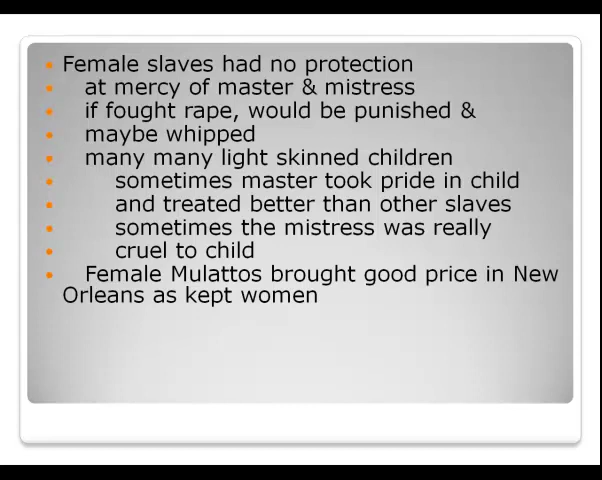 Female slaves had no protection
at mercy of master & mistress
if fought rape, would be punished &
maybe whipped
many many light skinned children
sometimes master took pride in child
and treated better than other slaves
sometimes the mistress was really
cruel to child
Female Mulattos brought good price in New
Orleans as kept women